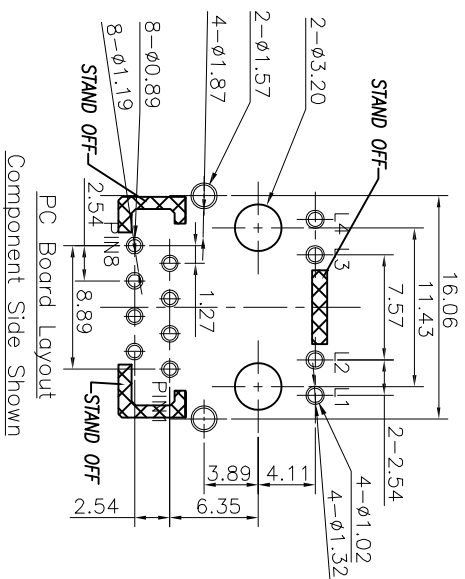 2-ø3.20
2-ø1.57
4-ø1.87
8-ø0.89
8-ø1.19
STAND OFF
STAND OFF
16.06
11.43
7.57
L4
L3
L2
L1
2-2.54
4-ø1.02
4-ø1.32
4.11
3.89
6.35
2.54
1.27
PIN8
PIN1
2.54
8.89
STAND OFF
PC Board Layout
Component Side Shown